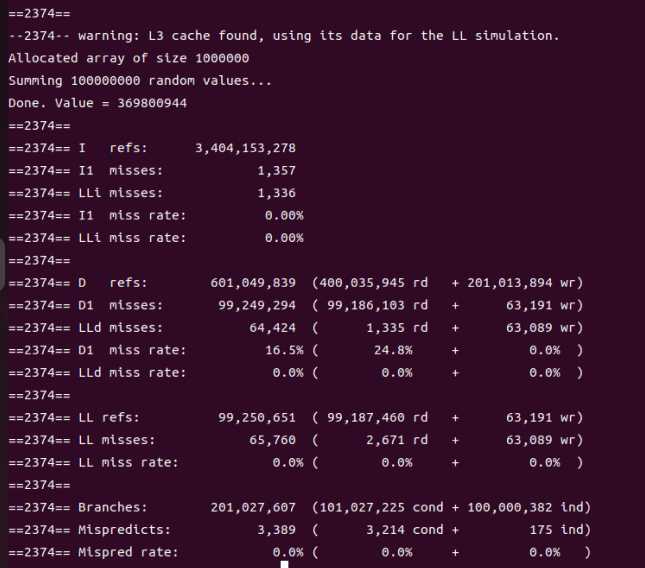 ==2374==
--2374-- warning: L3 cache found, using its data for the LL simulation.
Allocated array of size 1000000
Summing 100000000 random values...
Done. Value = 369800944
==2374==
==2374== I   refs:      3,404,153,278
==2374== I1  misses:            1,357
==2374== LLi misses:            1,336
==2374== I1  miss rate:          0.00%
==2374== LLi miss rate:          0.00%
==2374==
==2374== D   refs:        601,049,839  (400,035,945 rd   + 201,013,894 wr)
==2374== D1  misses:       99,249,294  ( 99,186,103 rd   +      63,191 wr)
==2374== LLd misses:           64,424  (      1,335 rd   +      63,089 wr)
==2374== D1  miss rate:          16.5% (       24.8%     +         0.0%  )
==2374== LLd miss rate:           0.0% (        0.0%     +         0.0%  )
==2374==
==2374== LL refs:          99,250,651  ( 99,187,460 rd   +      63,191 wr)
==2374== LL misses:            65,760  (      2,671 rd   +      63,089 wr)
==2374== LL miss rate:            0.0% (        0.0%     +         0.0%  )
==2374==
==2374== Branches:        201,027,607  (101,027,225 cond + 100,000,382 ind)
==2374== Mispredicts:           3,389  (      3,214 cond +         175 ind)
==2374== Mispred rate:            0.0% (        0.0%     +         0.0%   )